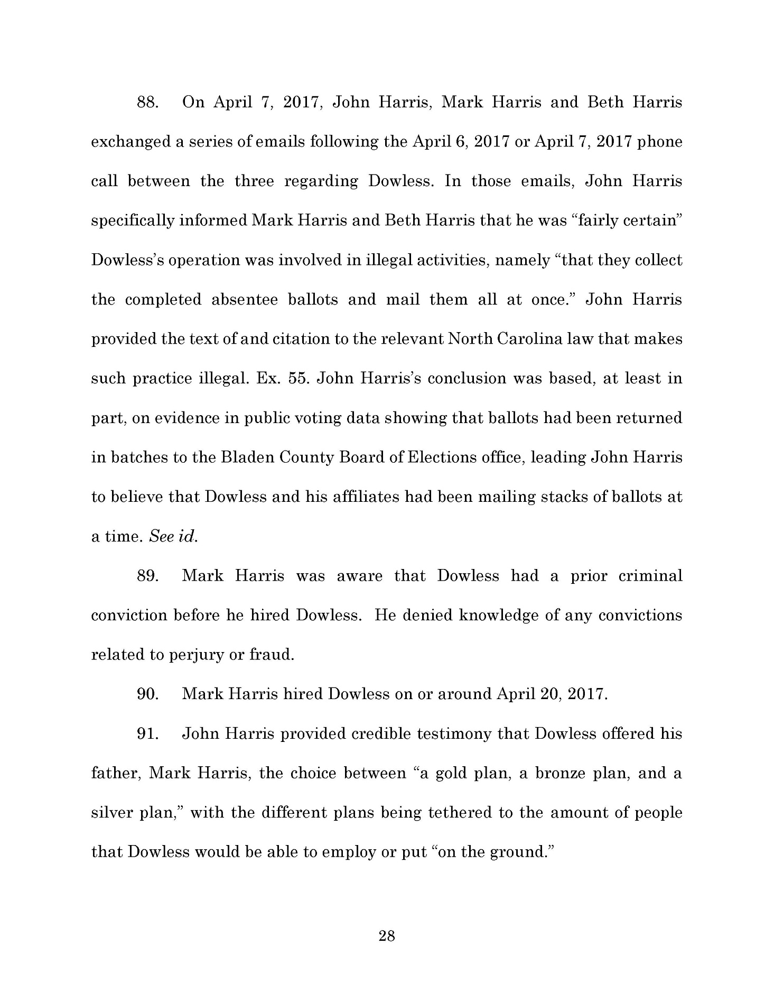 88. On April 7, 2017, John Harris, Mark Harris and Beth Harris
exchanged a series of emails following the April 6, 2017 or April 7, 2017 phone
call between the three regarding Dowless. In those emails, John Harris
specifically informed Mark Harris and Beth Harris that he was “fairly certain”
Dowless’s operation was involved in illegal activities, namely “that they collect
the completed absentee ballots and mail them all at once.” John Harris
provided the text of and citation to the relevant North Carolina law that makes
such practice illegal. Ex. 55. John Harris’s conclusion was based, at least in
part, on evidence in public voting data showing that ballots had been returned
in batches to the Bladen County Board of Elections office, leading John Harris
to believe that Dowless and his affiliates had been mailing stacks of ballots at
a time. See id.
89. Mark Harris was aware that Dowless had a prior criminal
conviction before he hired Dowless.  He denied knowledge of any convictions
related to perjury or fraud.
90. Mark Harris hired Dowless on or around April 20, 2017.
91. John Harris provided credible testimony that Dowless offered his
father, Mark Harris, the choice between “a gold plan, a bronze plan, and a
silver plan,” with the different plans being tethered to the amount of people
that Dowless would be able to employ or put “on the ground.”
28